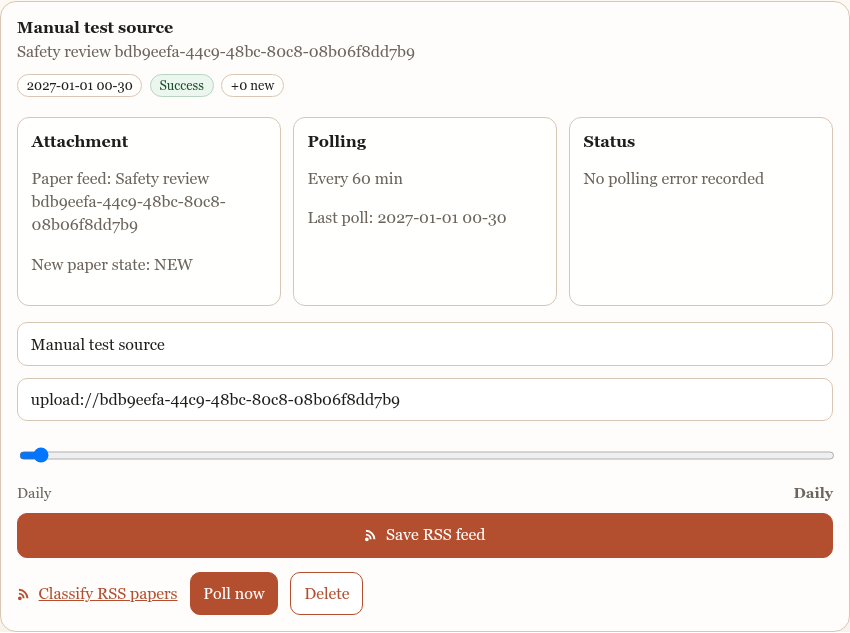 Manual test source
Safety review bdb9eefa-44c9-48bc-80c8-08b06f8dd7b9
2027-01-01 00-30 Success +0 new
Attachment
Paper feed: Safety review
bdb9eefa-44c9-48bc-80c8-
08b06f8dd7b9
New paper state: NEW
Polling
Every 60 min
Last poll: 2027-01-01 00-30
Status
No polling error recorded
Manual test source
upload://bdb9eefa-44c9-48bc-80c8-08b06f8dd7b9
Daily Daily
Save RSS feed
Classify RSS papers Poll now Delete